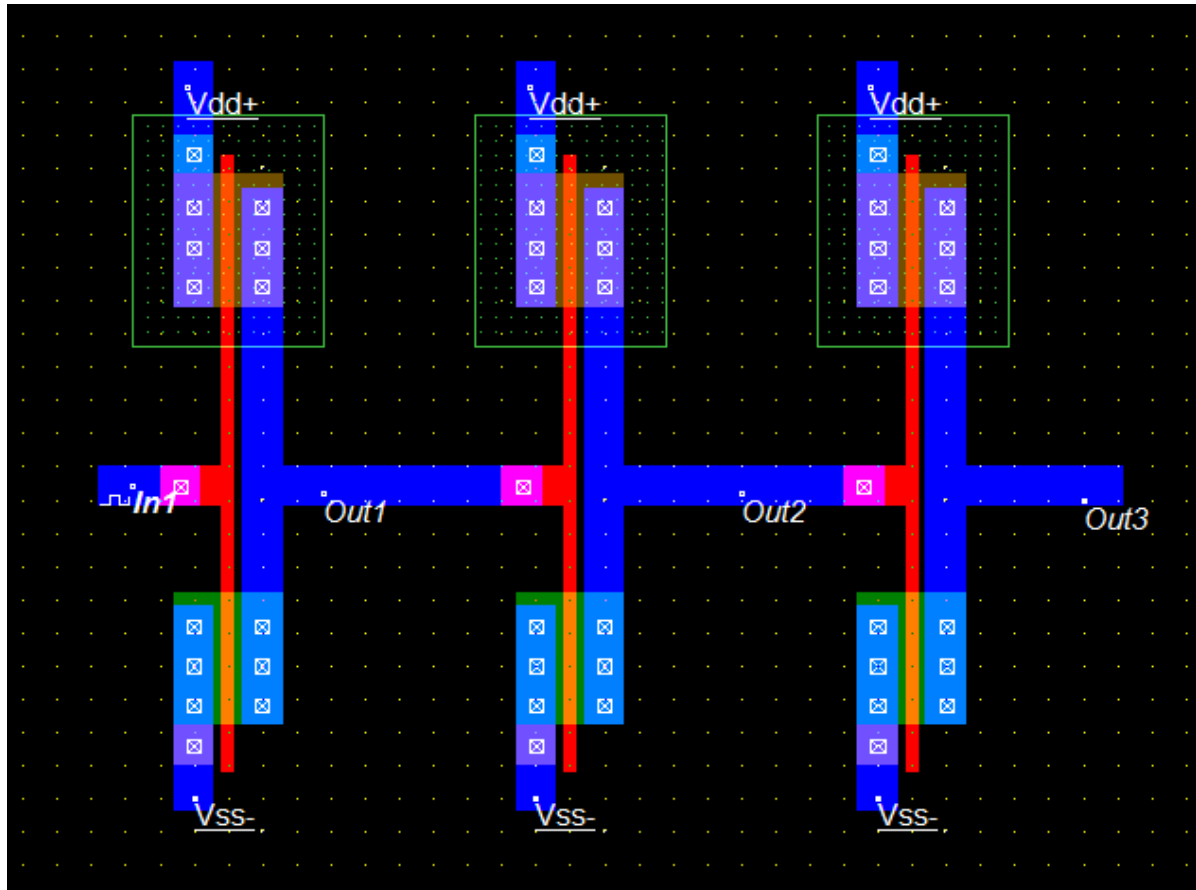 Vdd+ Vdd+ Vdd+
In1 Out1 Out2 Out3
Vss- Vss- Vss-